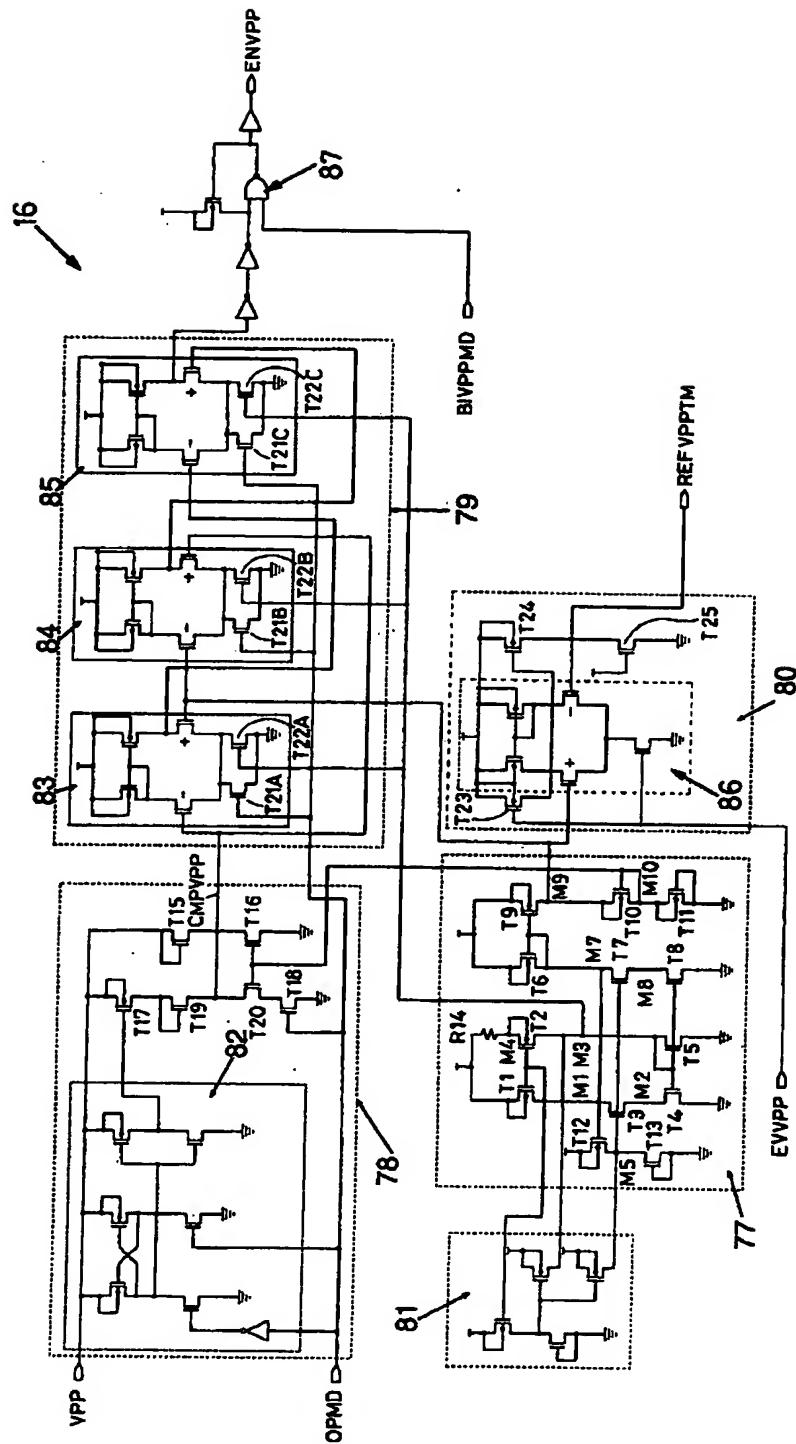 16
ENVPP
87
BIVPPMD
85
84
83
79
T22C
T21C
T22B
T21B
T22A
T21A
REFVPPTM
T24
T25
80
T23
86
CMPVPP
T15
T16
T17
T19
T18
T20
82
78
VPP
OPMD
T9
M9
M10
T10
T11
T6
M7
T7
T8
M8
R14
T2
M4
M3
T1
M1
M2
T5
T3
T4
T12
M5
T13
77
EVVPP
81
+
-
+
-
+
-
+
-